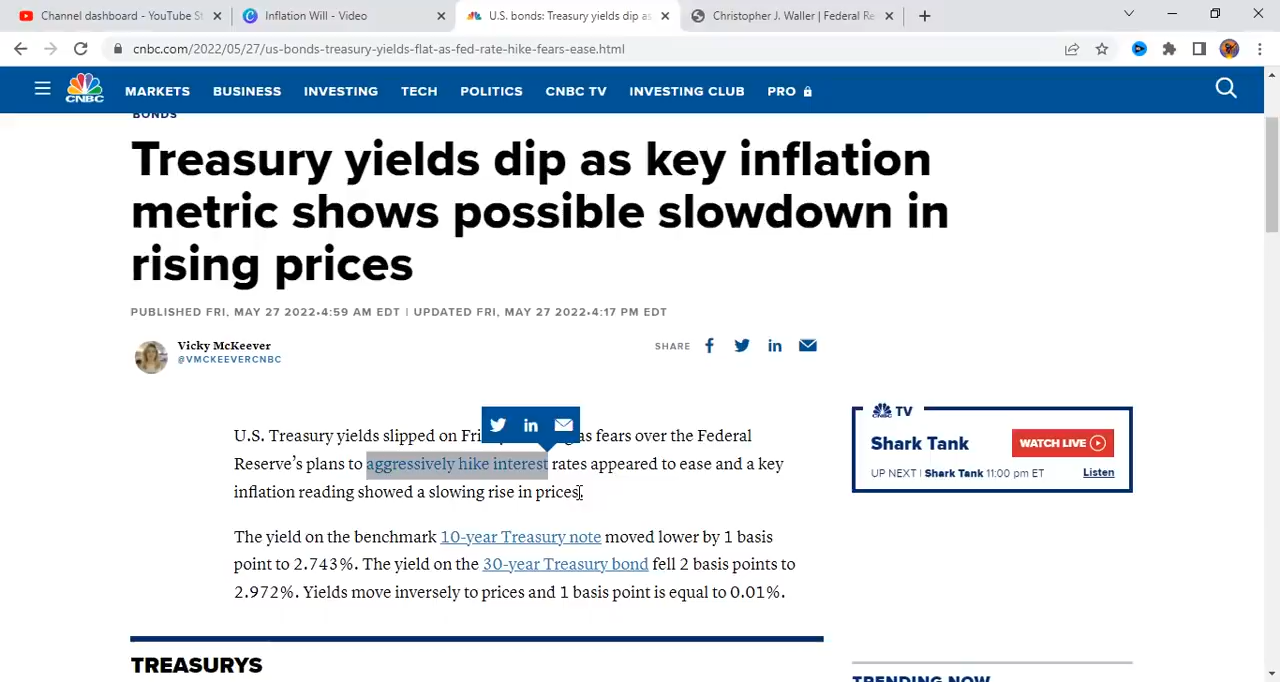 Channel dashboard - YouTube St
Inflation Will - Video
U.S. bonds: Treasury yields dip as
Christopher J. Waller | Federal Re
cnbc.com/2022/05/27/us-bonds-treasury-yields-flat-as-fed-rate-hike-fears-ease.html
CNBC
MARKETS BUSINESS INVESTING TECH POLITICS CNBC TV INVESTING CLUB PRO
BONDS
Treasury yields dip as key inflation
metric shows possible slowdown in
rising prices
PUBLISHED FRI, MAY 27 2022•4:59 AM EDT | UPDATED FRI, MAY 27 2022•4:17 PM EDT
Vicky McKeever
@VMCKEEVERCNBC
SHARE
U.S. Treasury yields slipped on Fri as fears over the Federal
Reserve's plans to aggressively hike interest rates appeared to ease and a key
inflation reading showed a slowing rise in prices.
The yield on the benchmark 10-year Treasury note moved lower by 1 basis
point to 2.743%. The yield on the 30-year Treasury bond fell 2 basis points to
2.972%. Yields move inversely to prices and 1 basis point is equal to 0.01%.
TREASURYS
TV
Shark Tank
WATCH LIVE
UP NEXT | Shark Tank 11:00 pm ET
Listen
TRENDING NOW